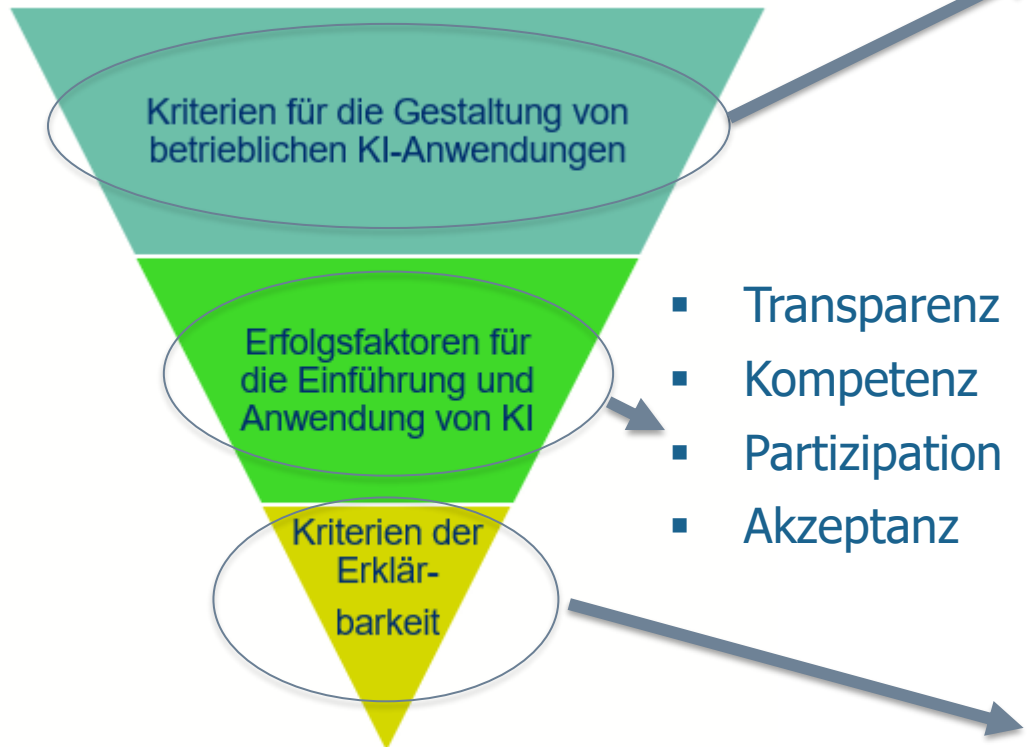 Kriterien für die Gestaltung von
betrieblichen KI-Anwendungen
Erfolgsfaktoren für
die Einführung und
Anwendung von KI
▪ Transparenz
▪ Kompetenz
▪ Partizipation
▪ Akzeptanz
Kriterien der
Erklär-
barkeit